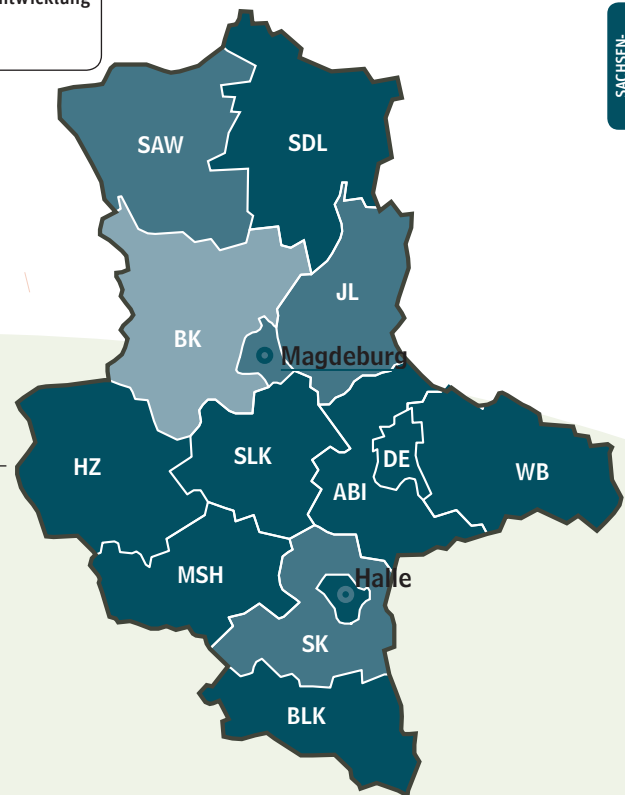 ntwicklung
SACHSEN-
SAW
SDL
JL
BK
Magdeburg
HZ
SLK
DE
ABI
WB
MSH
Halle
SK
BLK